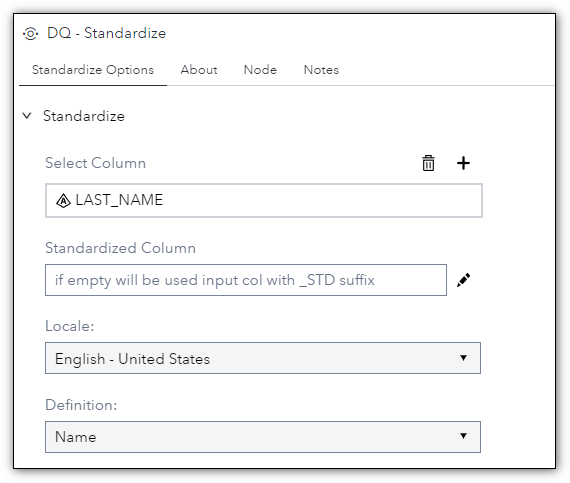 DQ - Standardize
Standardize Options About Node Notes
Standardize
Select Column
LAST_NAME
Standardized Column
if empty will be used input col with _STD suffix
Locale:
English - United States
Definition:
Name